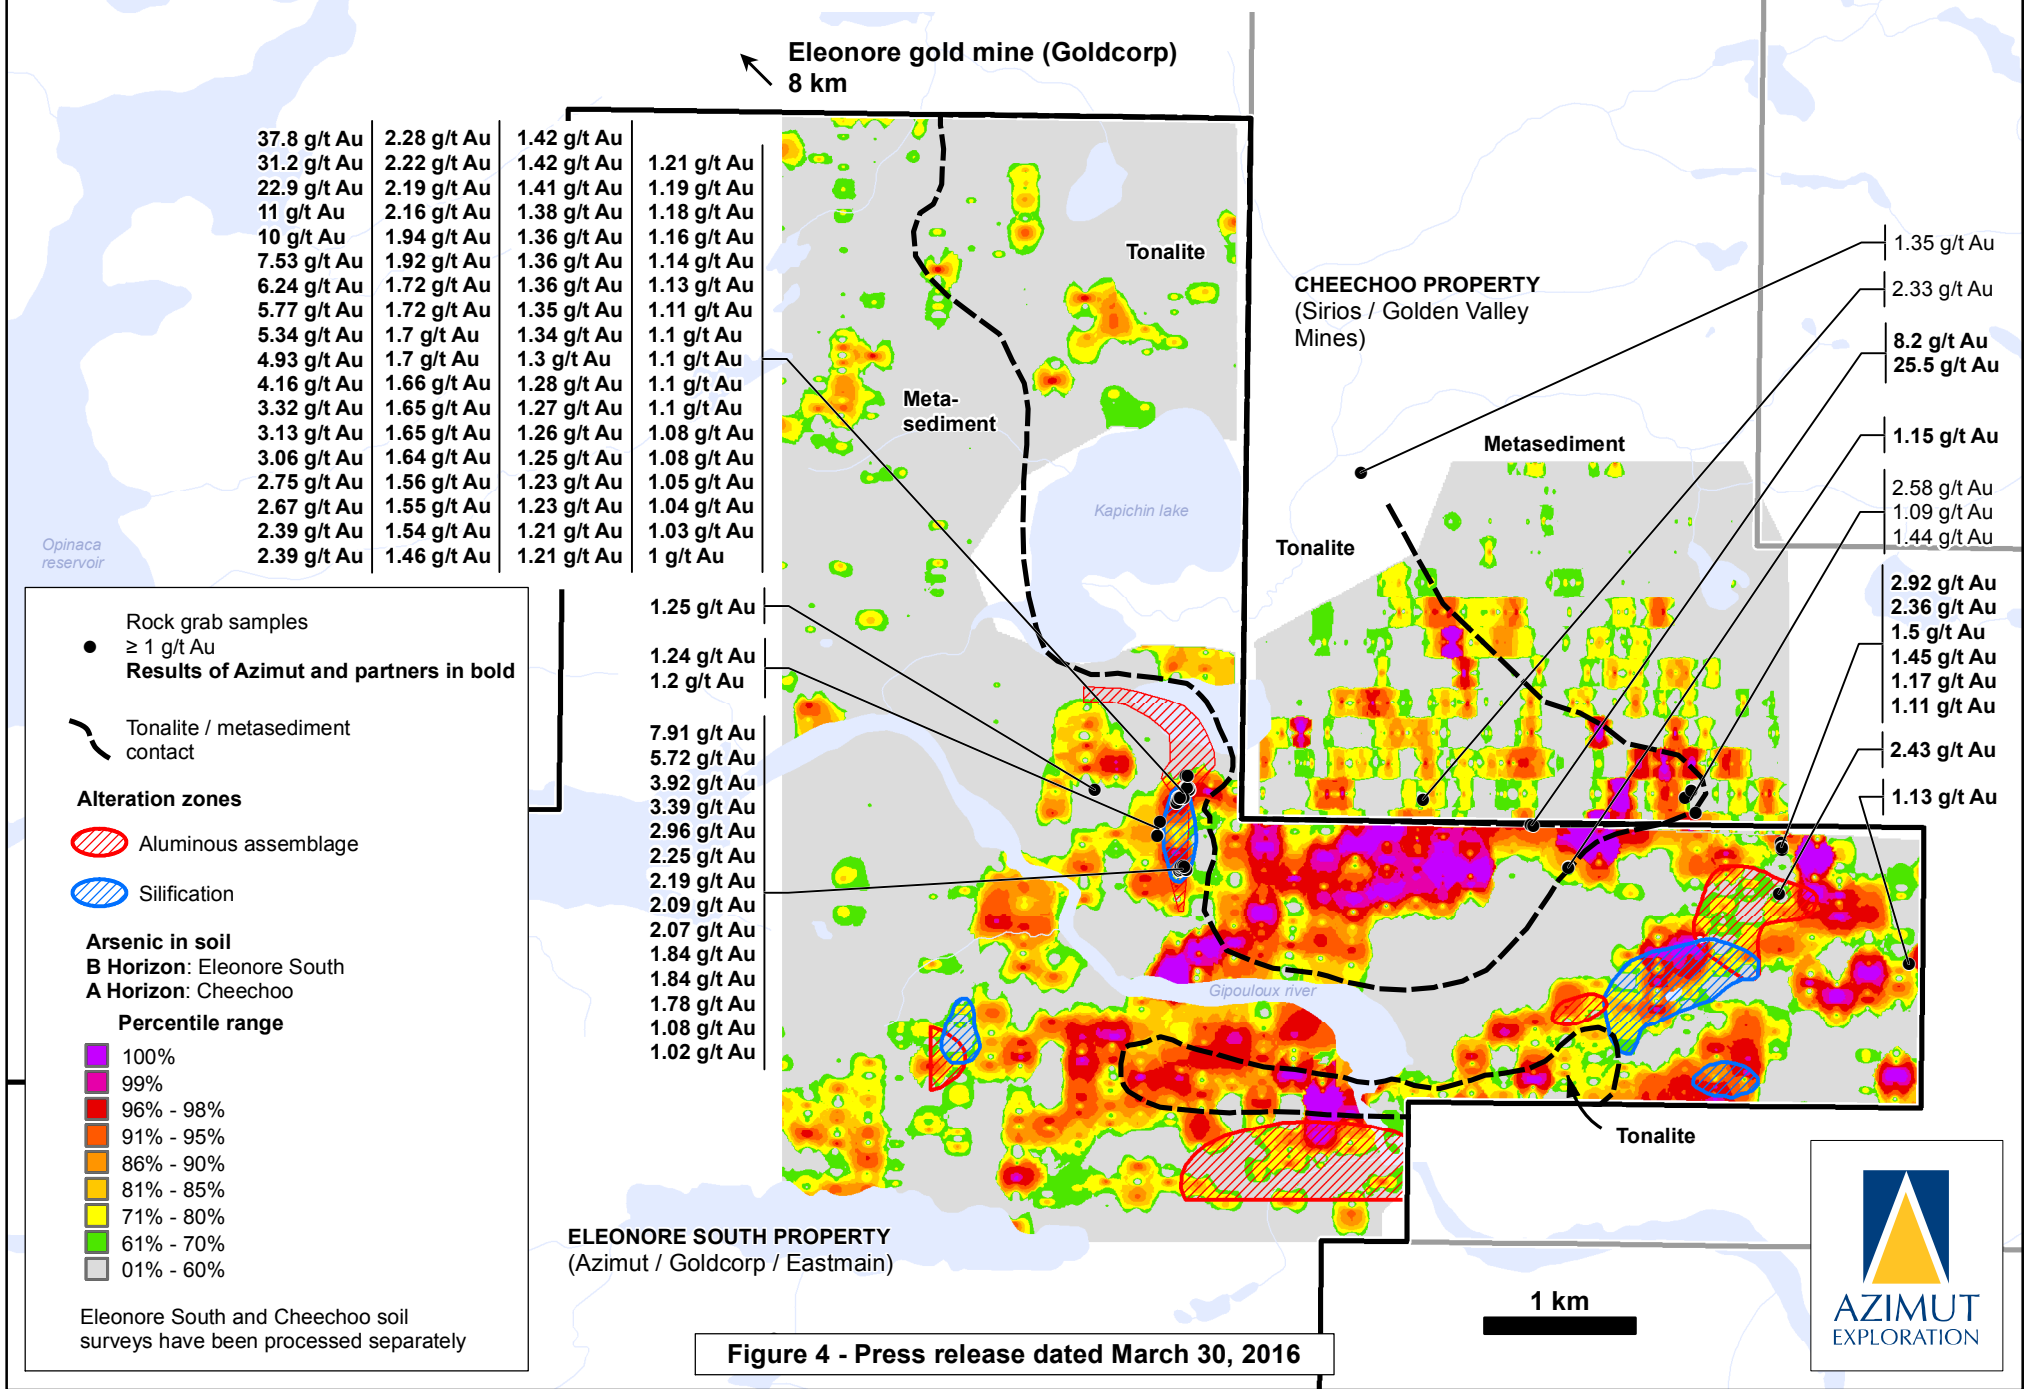 Eleonore gold mine (Goldcorp)
8 km
37.8 g/t Au 2.28 g/t Au 1.42 g/t Au
31.2 g/t Au 2.22 g/t Au 1.42 g/t Au 1.21 g/t Au
22.9 g/t Au 2.19 g/t Au 1.41 g/t Au 1.19 g/t Au
11 g/t Au 2.16 g/t Au 1.38 g/t Au 1.18 g/t Au
10 g/t Au 1.94 g/t Au 1.36 g/t Au 1.16 g/t Au
7.53 g/t Au 1.92 g/t Au 1.36 g/t Au 1.14 g/t Au
6.24 g/t Au 1.72 g/t Au 1.36 g/t Au 1.13 g/t Au
5.77 g/t Au 1.72 g/t Au 1.35 g/t Au 1.11 g/t Au
5.34 g/t Au 1.7 g/t Au 1.34 g/t Au 1.1 g/t Au
4.93 g/t Au 1.7 g/t Au 1.3 g/t Au 1.1 g/t Au
4.16 g/t Au 1.66 g/t Au 1.28 g/t Au 1.1 g/t Au
3.32 g/t Au 1.65 g/t Au 1.27 g/t Au 1.1 g/t Au
3.13 g/t Au 1.65 g/t Au 1.26 g/t Au 1.08 g/t Au
3.06 g/t Au 1.64 g/t Au 1.25 g/t Au 1.08 g/t Au
2.75 g/t Au 1.56 g/t Au 1.23 g/t Au 1.05 g/t Au
2.67 g/t Au 1.55 g/t Au 1.23 g/t Au 1.04 g/t Au
2.39 g/t Au 1.54 g/t Au 1.21 g/t Au 1.03 g/t Au
2.39 g/t Au 1.46 g/t Au 1.21 g/t Au 1 g/t Au
1.25 g/t Au
1.24 g/t Au
1.2 g/t Au
7.91 g/t Au
5.72 g/t Au
3.92 g/t Au
3.39 g/t Au
2.96 g/t Au
2.25 g/t Au
2.19 g/t Au
2.09 g/t Au
2.07 g/t Au
1.84 g/t Au
1.84 g/t Au
1.78 g/t Au
1.08 g/t Au
1.02 g/t Au
Tonalite
Meta-
sediment
Kapichin lake
CHEECHOO PROPERTY
(Sirios / Golden Valley
Mines)
Metasediment
Tonalite
1.35 g/t Au
2.33 g/t Au
8.2 g/t Au
25.5 g/t Au
1.15 g/t Au
2.58 g/t Au
1.09 g/t Au
1.44 g/t Au
2.92 g/t Au
2.36 g/t Au
1.5 g/t Au
1.45 g/t Au
1.17 g/t Au
1.11 g/t Au
2.43 g/t Au
1.13 g/t Au
Gipouloux river
Tonalite
ELEONORE SOUTH PROPERTY
(Azimut / Goldcorp / Eastmain)
Opinaca
reservoir
Rock grab samples
≥ 1 g/t Au
Results of Azimut and partners in bold
Tonalite / metasediment
contact
Alteration zones
Aluminous assemblage
Silification
Arsenic in soil
B Horizon: Eleonore South
A Horizon: Cheechoo
Percentile range
100%
99%
96% - 98%
91% - 95%
86% - 90%
81% - 85%
71% - 80%
61% - 70%
01% - 60%
Eleonore South and Cheechoo soil
surveys have been processed separately
1 km
Figure 4 - Press release dated March 30, 2016
AZIMUT
EXPLORATION